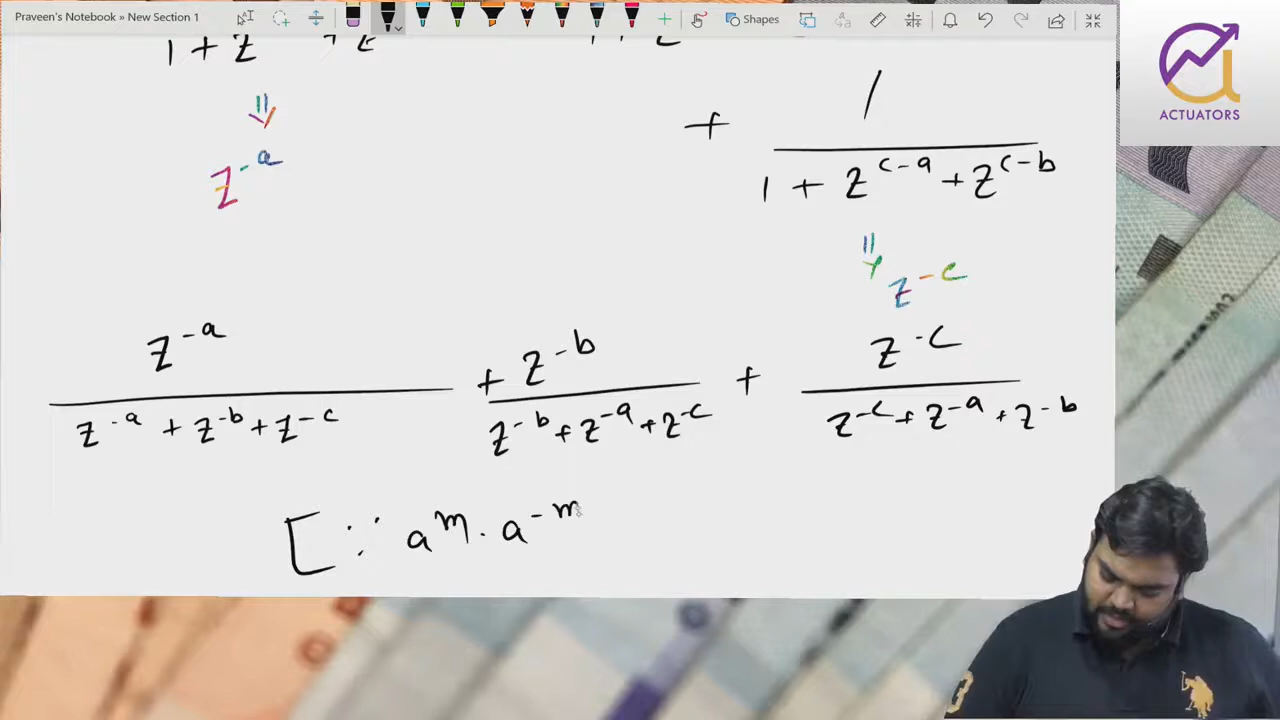 Praveen's Notebook » New Section 1
Shapes
ACTUATORS
1 + z
+ 1 / (1 + z^(c-a) + z^(c-b))
z^-a
z^-c
z^-a / (z^-a + z^-b + z^-c) + z^-b / (z^-b + z^-a + z^-c) + z^-c / (z^-c + z^-a + z^-b)
[∵ a^m · a^-m